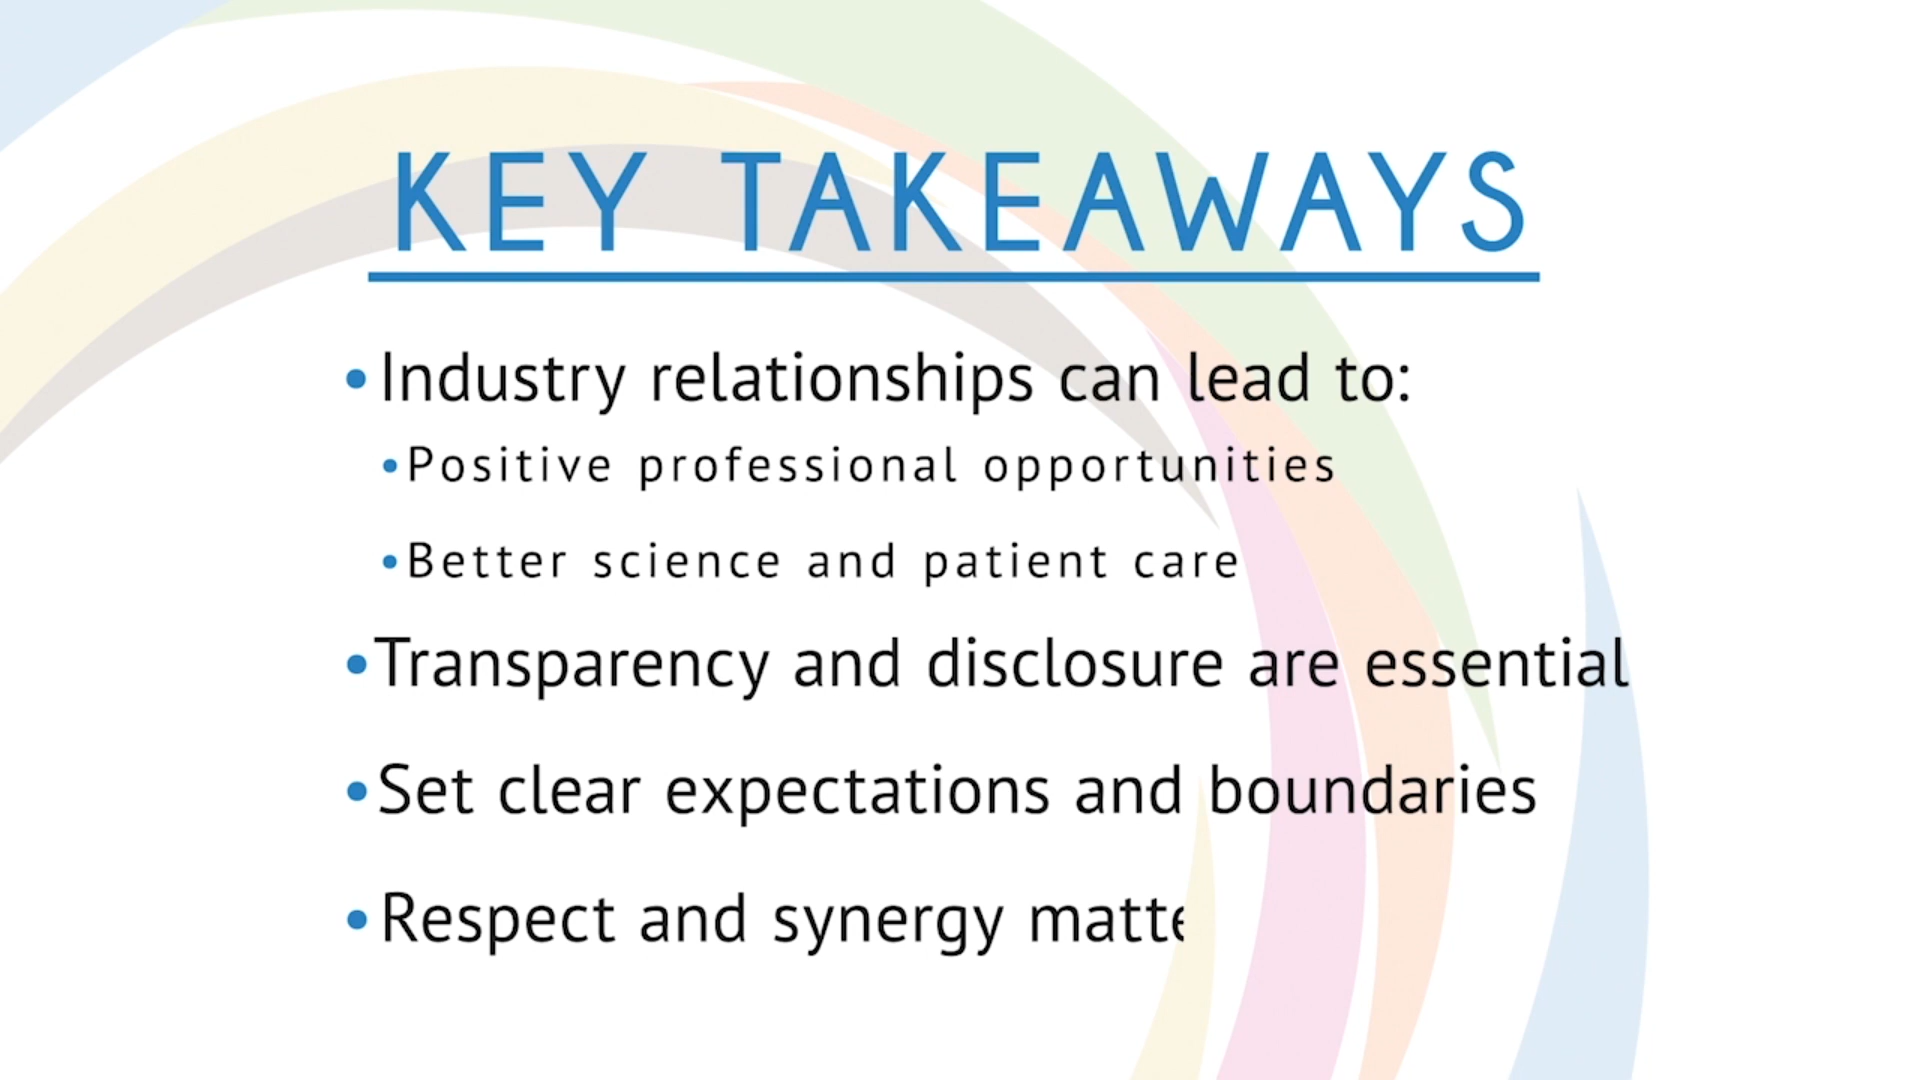 KEY TAKEAWAYS
• Industry relationships can lead to:
• Positive professional opportunities
• Better science and patient care
• Transparency and disclosure are essential
• Set clear expectations and boundaries
• Respect and synergy matte